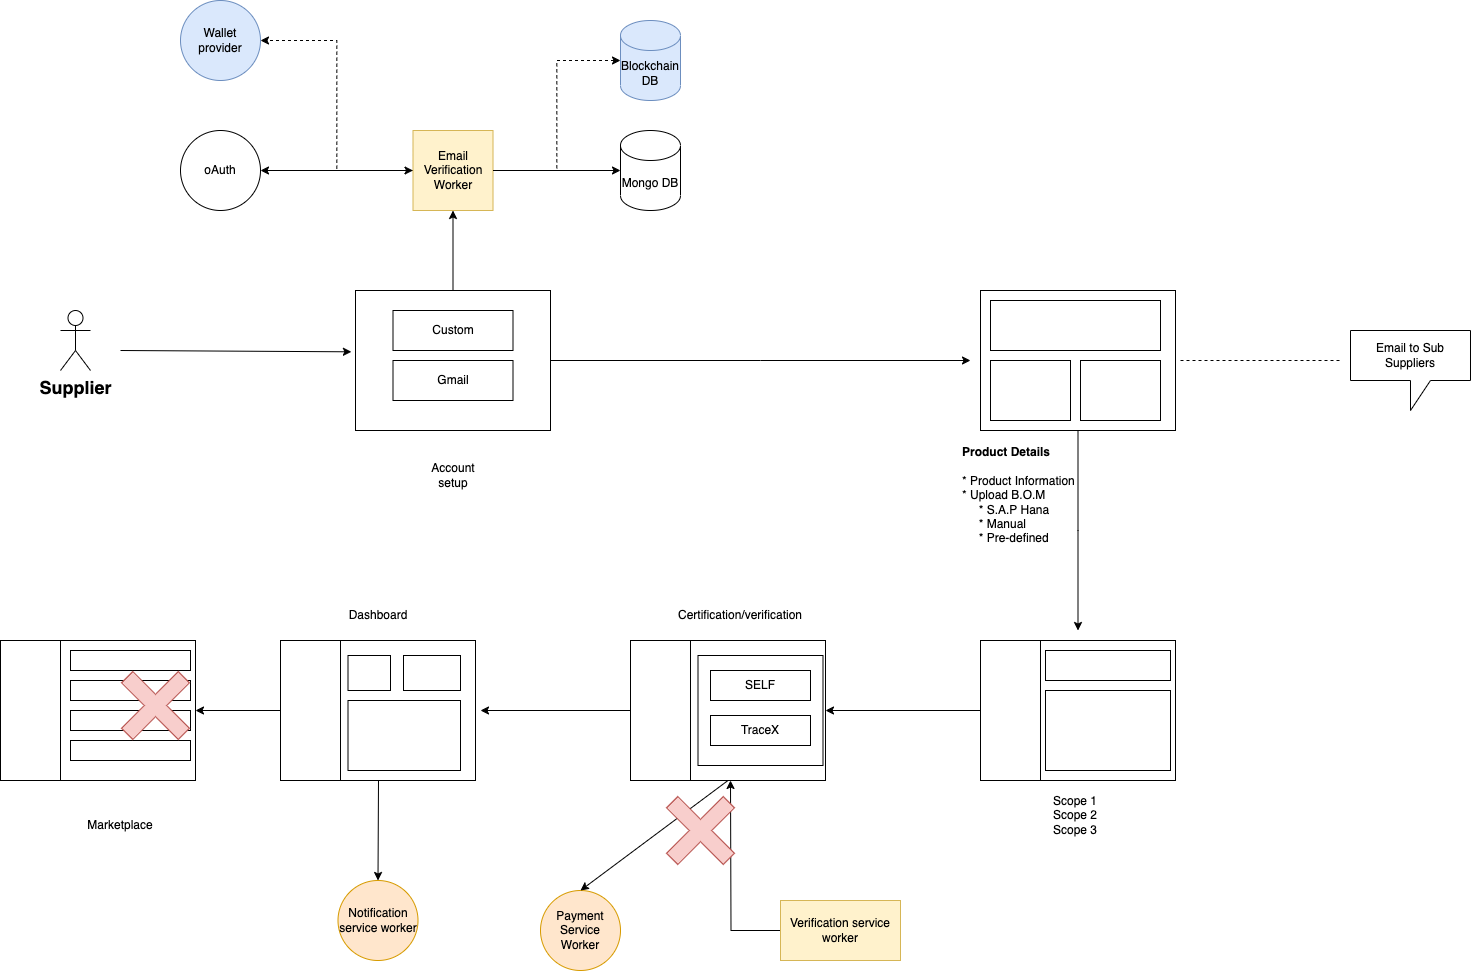 Wallet
provider
Blockchain
DB
oAuth
Email
Verification
Worker
Mongo DB
Supplier
Custom
Gmail
Account
setup
Email to Sub
Suppliers
Product Details
* Product Information
* Upload B.O.M
* S.A.P Hana
* Manual
* Pre-defined
Dashboard
Certification/verification
SELF
TraceX
Marketplace
Scope 1
Scope 2
Scope 3
Notification
service worker
Payment
Service
Worker
Verification service
worker